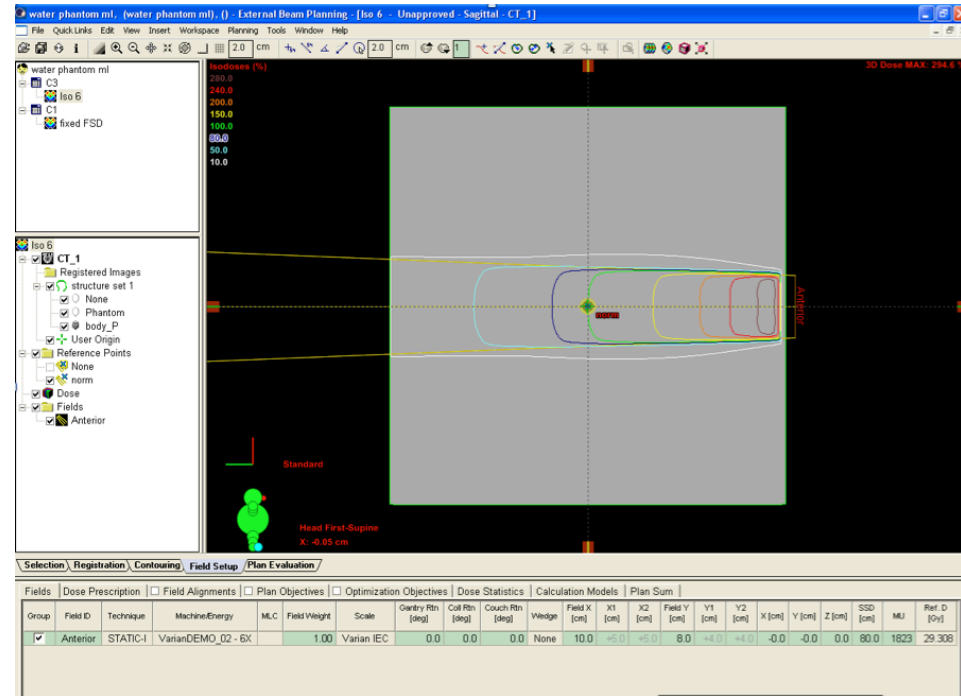 water phantom ml, (water phantom ml), () - External Beam Planning - [Iso 6 - Unapproved - Sagittal - CT_1]
File Quick Links Edit View Insert Workspace Planning Tools Window Help
2.0 cm 2.0 cm 1
water phantom ml
C3
Iso 6
C1
fixed FSD
Isodoses (%)
280.0
240.0
200.0
150.0
100.0
80.0
50.0
10.0
3D Dose MAX: 294.6 %
norm
Anterior
Standard
Head First-Supine
X: -0.05 cm
Iso 6
CT_1
Registered Images
structure set 1
None
Phantom
body_P
User Origin
Reference Points
None
norm
Dose
Fields
Anterior
Selection Registration Contouring Field Setup Plan Evaluation
Fields Dose Prescription Field Alignments Plan Objectives Optimization Objectives Dose Statistics Calculation Models Plan Sum
Group Field ID Technique Machine/Energy MLC Field Weight Scale Gantry Rtn [deg] Coll Rtn [deg] Couch Rtn [deg] Wedge Field X [cm] X1 [cm] X2 [cm] Field Y [cm] Y1 [cm] Y2 [cm] X [cm] Y [cm] Z [cm] SSD [cm] MU Ref. D [Gy]
Anterior STATIC-I VarianDEMO_02 - 6X 1.00 Varian IEC 0.0 0.0 0.0 None 10.0 +5.0 +5.0 8.0 +4.0 +4.0 -0.0 -0.0 0.0 80.0 1823 29.308